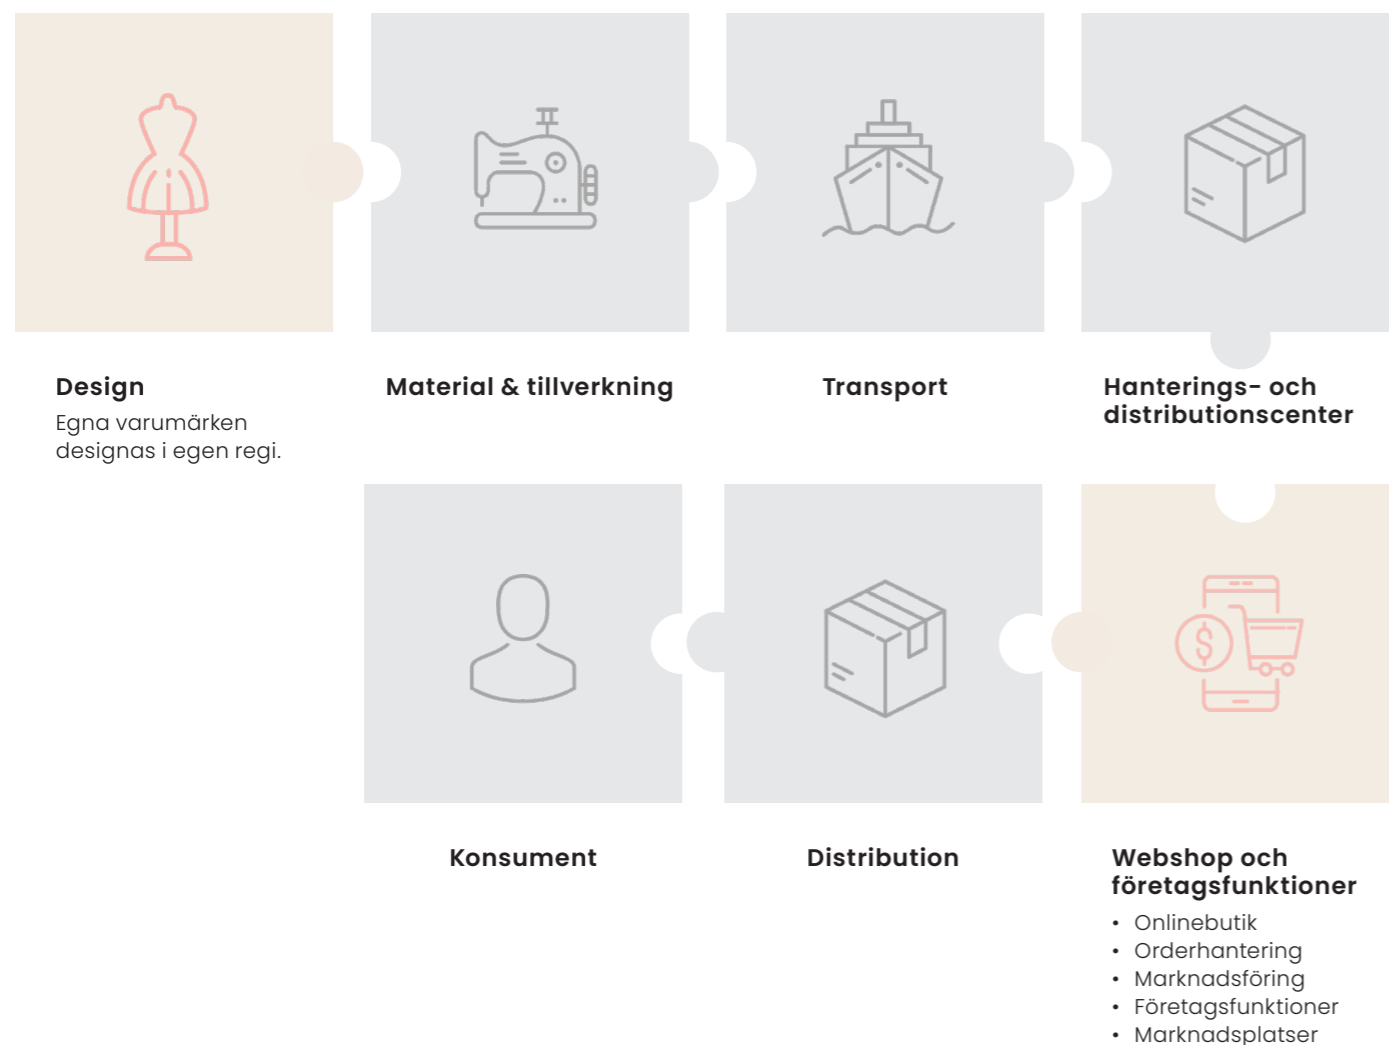 Design
Egna varumärken
designas i egen regi.
Material & tillverkning
Transport
Hanterings- och
distributionscenter
Konsument
Distribution
Webshop och
företagsfunktioner
• Onlinebutik
• Orderhantering
• Marknadsföring
• Företagsfunktioner
• Marknadsplatser